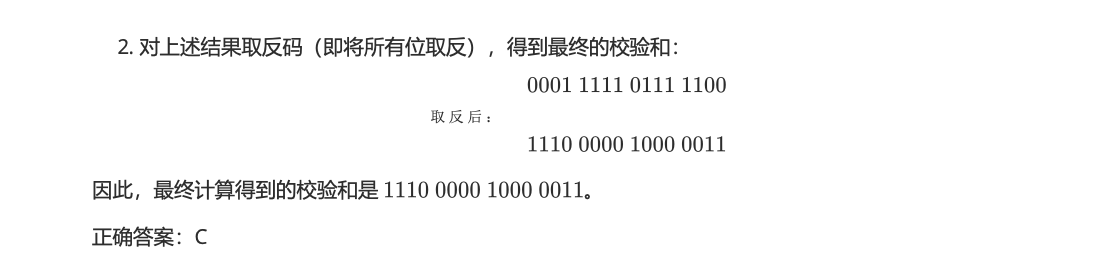 2. 对上述结果取反码（即将所有位取反），得到最终的校验和：
0001 1111 0111 1100
取反后：
1110 0000 1000 0011
因此，最终计算得到的校验和是 1110 0000 1000 0011。
正确答案：C